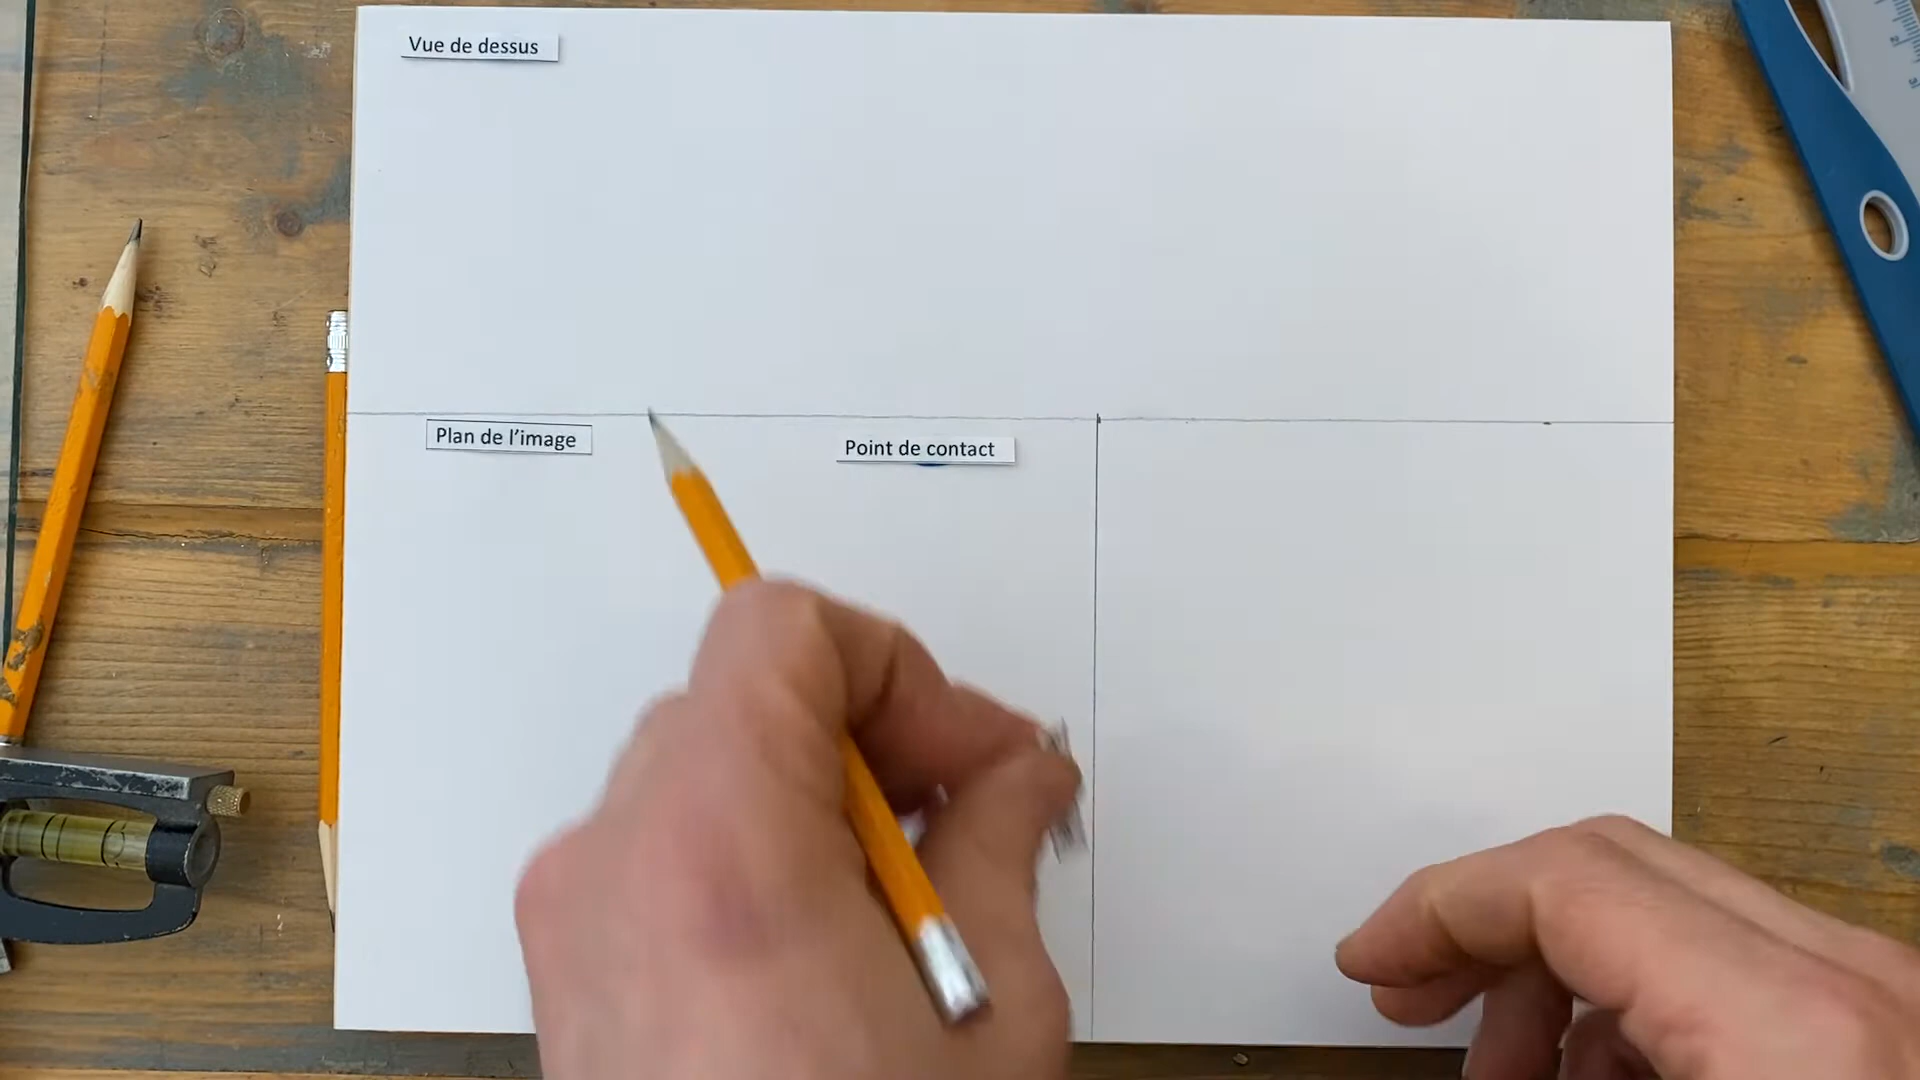 Vue de dessus
Plan de l'image
Point de contact